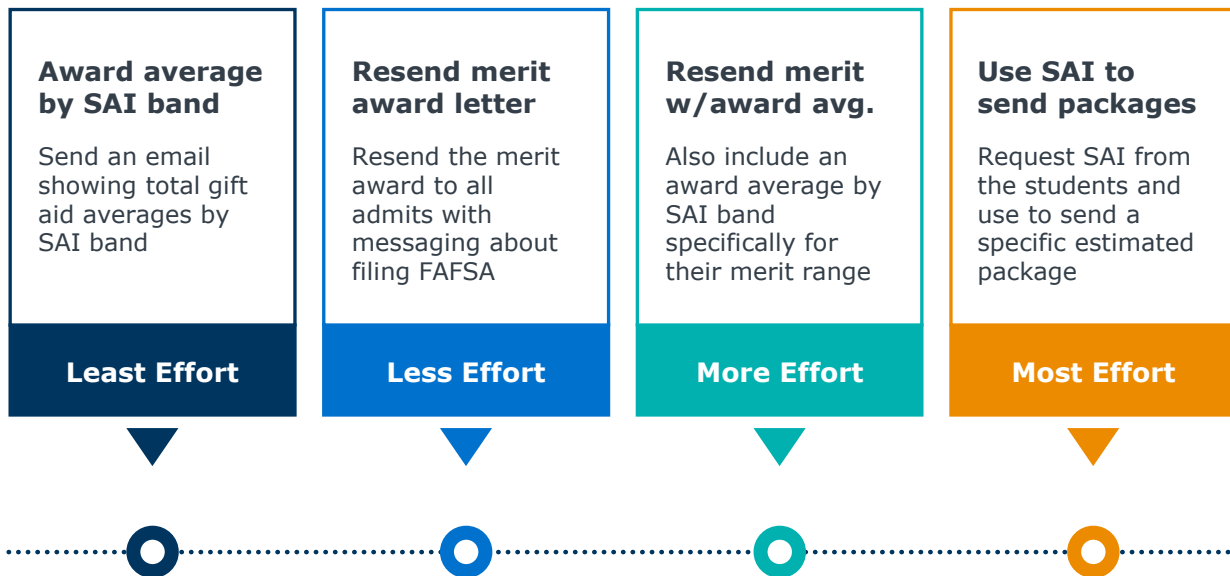 Award average
by SAI band
Send an email
showing total gift
aid averages by
SAI band
Least Effort
Resend merit
award letter
Resend the merit
award to all
admits with
messaging about
filing FAFSA
Less Effort
Resend merit
w/award avg.
Also include an
award average by
SAI band
specifically for
their merit range
More Effort
Use SAI to
send packages
Request SAI from
the students and
use to send a
specific estimated
package
Most Effort